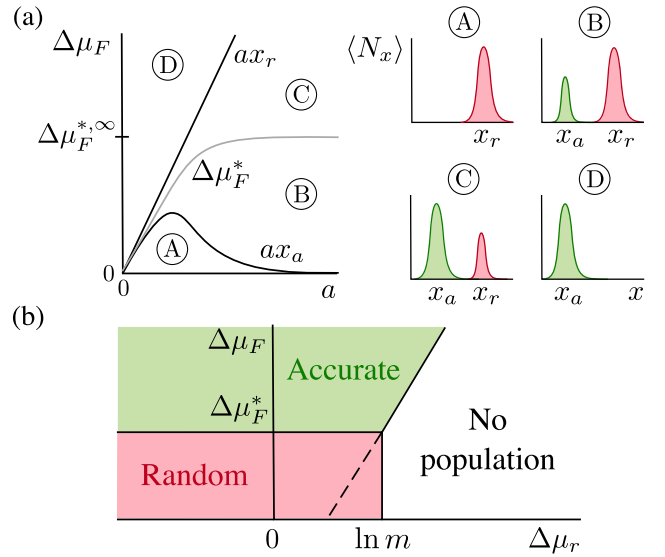 (a)
Δμ_F
ax_r
D
C
Δμ_F^{*,∞}
Δμ_F^*
B
A
ax_a
0
0
a
⟨N_x⟩
A
x_r
B
x_a
x_r
C
x_a
x_r
D
x_a
x
(b)
Δμ_F
Accurate
Δμ_F^*
Random
No
population
0
ln m
Δμ_r